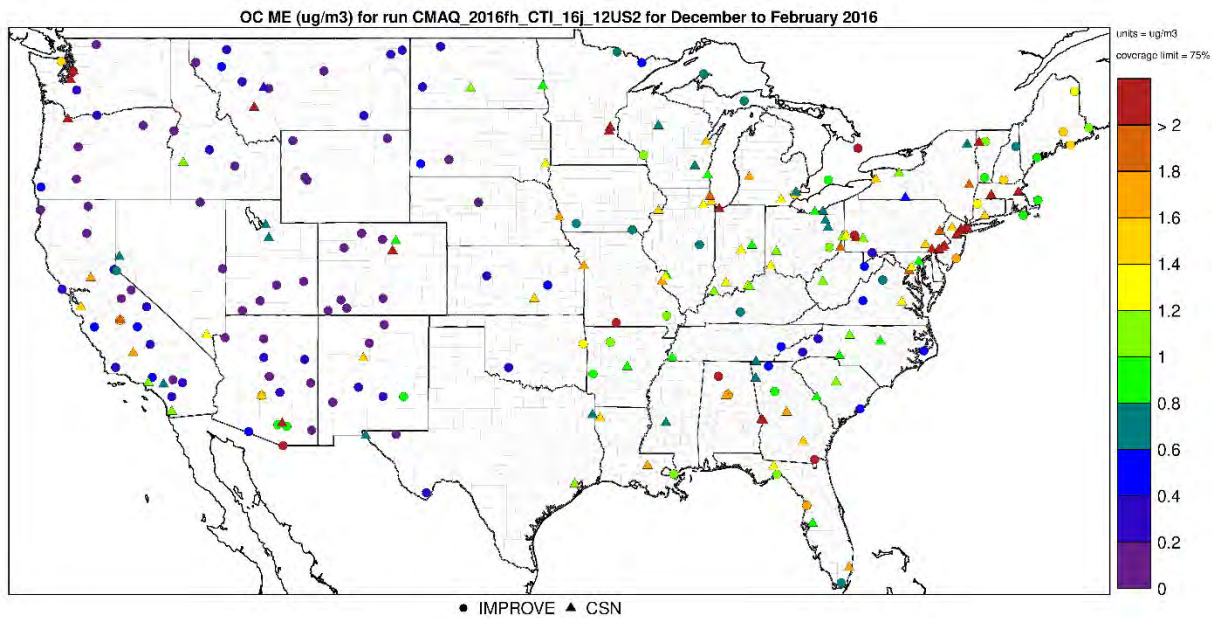 OC ME (ug/m3) for run CMAQ_2016fh_CTI_16j_12US2 for December to February 2016
units = ug/m3
coverage limit = 75%
> 2
1.8
1.6
1.4
1.2
1
0.8
0.6
0.4
0.2
0
● IMPROVE ▲ CSN